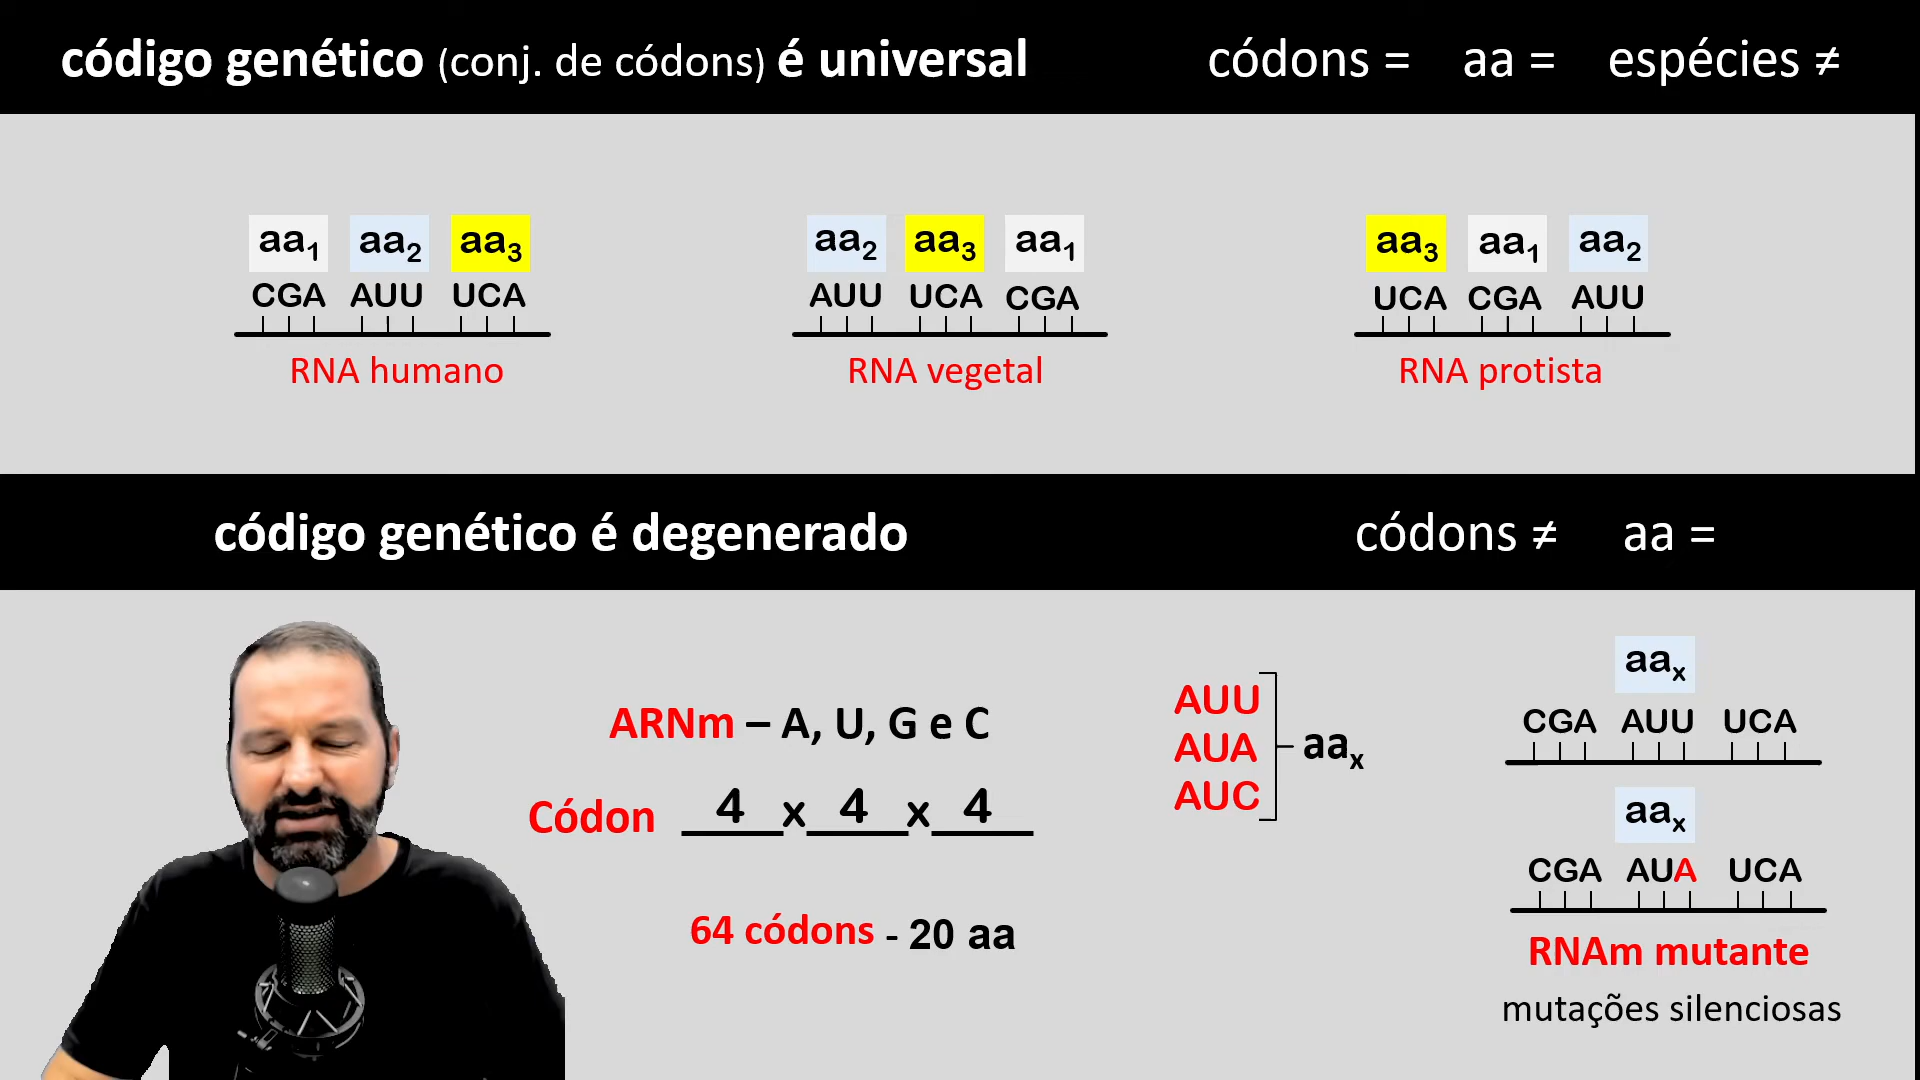 código genético (conj. de códons) é universal códons = aa = espécies ≠
aa1 aa2 aa3
CGA AUU UCA
RNA humano
aa2 aa3 aa1
AUU UCA CGA
RNA vegetal
aa3 aa1 aa2
UCA CGA AUU
RNA protista
código genético é degenerado códons ≠ aa =
ARNm – A, U, G e C
Códon 4 x 4 x 4
64 códons - 20 aa
AUU
AUA
AUC
aax
aax
CGA AUU UCA
aax
CGA AUA UCA
RNAm mutante
mutações silenciosas